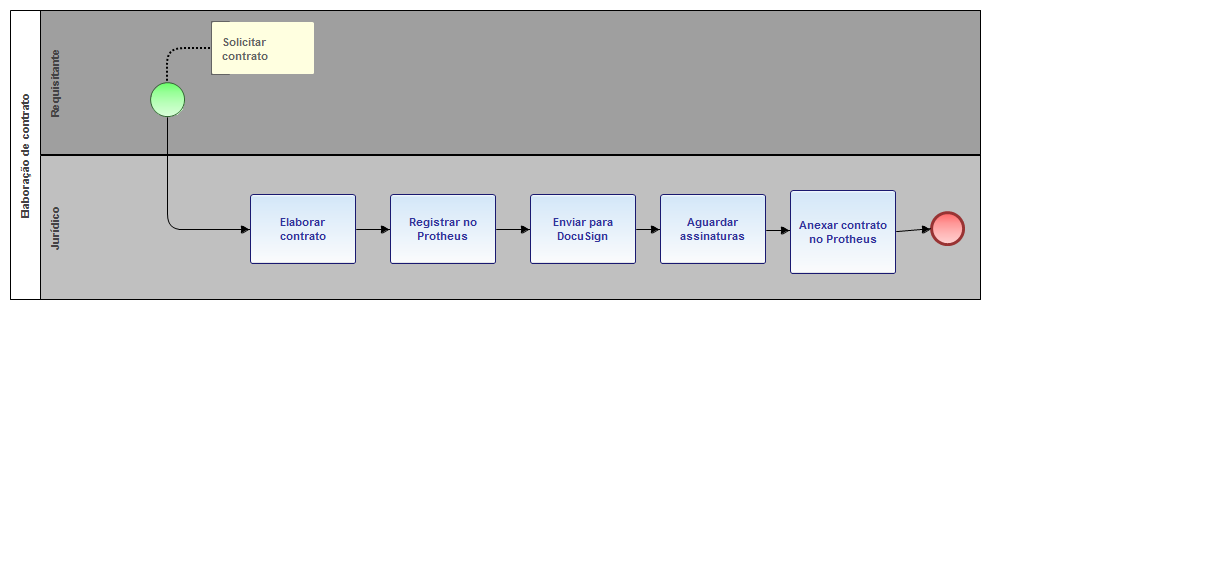 Elaboração de contrato
Requisitante
Solicitar
contrato
Jurídico
Elaborar
contrato
Registrar no
Protheus
Enviar para
DocuSign
Aguardar
assinaturas
Anexar contrato
no Protheus